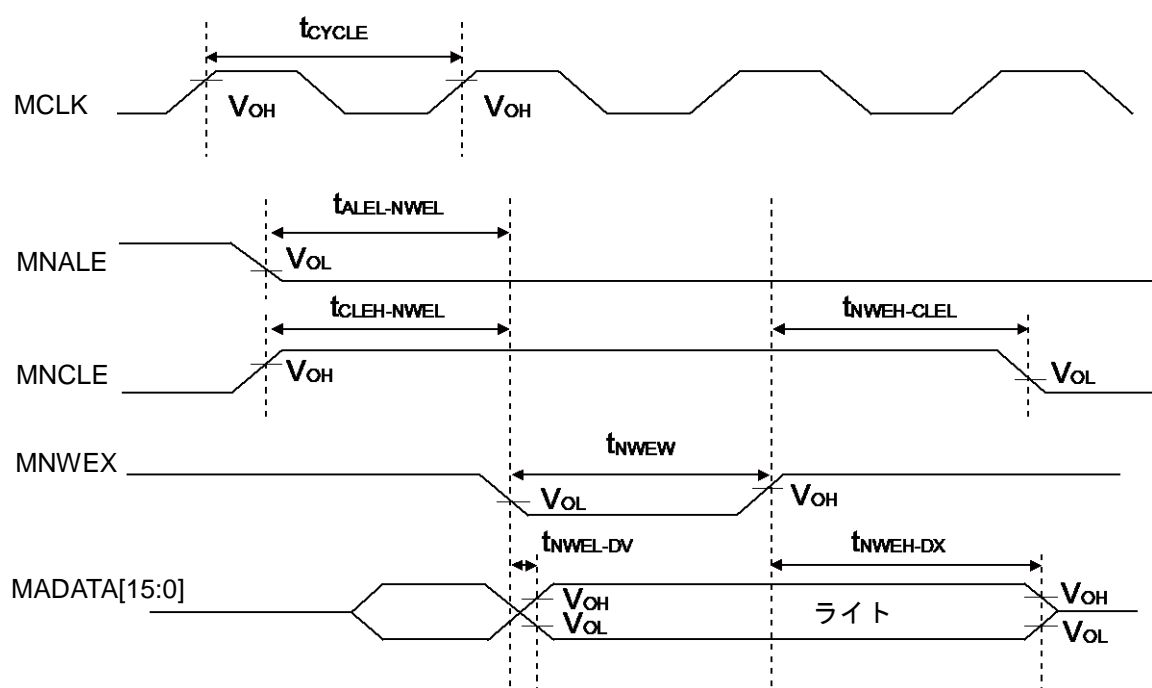 tCYCLE
MCLK
VOH VOH
tALEL-NWEL
MNALE
VOL
tCLEH-NWEL tNWEH-CLEL
MNCLE
VOH VOL
MNWEX
tNWEW
VOL VOH
tNWEL-DV tNWEH-DX
MADATA[15:0]
VOH ライト VOH
VOL VOL